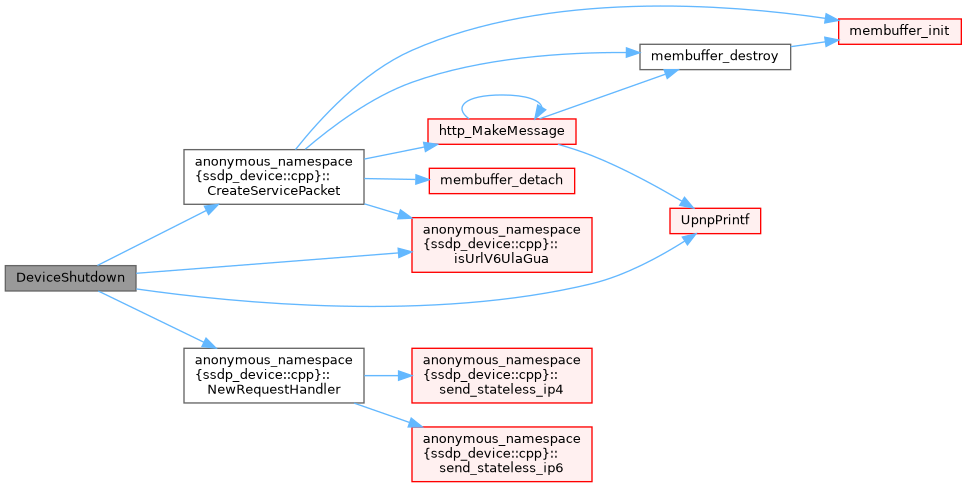 membuffer_init
membuffer_destroy
http_MakeMessage
anonymous_namespace
{ssdp_device::cpp}::
CreateServicePacket
membuffer_detach
UpnpPrintf
anonymous_namespace
{ssdp_device::cpp}::
isUrlV6UlaGua
DeviceShutdown
anonymous_namespace
{ssdp_device::cpp}::
NewRequestHandler
anonymous_namespace
{ssdp_device::cpp}::
send_stateless_ip4
anonymous_namespace
{ssdp_device::cpp}::
send_stateless_ip6